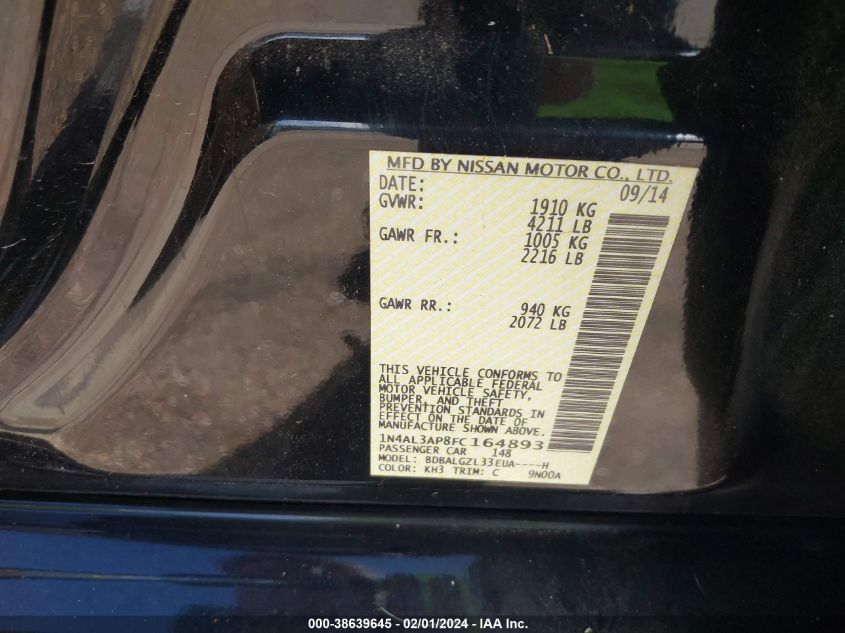 MFD BY NISSAN MOTOR CO., LTD.
DATE: 09/14
GVWR: 1910 KG
4211 LB
GAWR FR.: 1005 KG
2216 LB
GAWR RR.: 940 KG
2072 LB
THIS VEHICLE CONFORMS TO
ALL APPLICABLE FEDERAL
MOTOR VEHICLE SAFETY,
BUMPER, AND THEFT
PREVENTION STANDARDS IN
EFFECT ON THE DATE OF
MANUFACTURE SHOWN ABOVE.
1N4AL3AP8FC164893
PASSENGER CAR 148
MODEL: BDBALGZL33EUA----H
COLOR: KH3 TRIM: C 9N00A
000-38639645 - 02/01/2024 - IAA Inc.